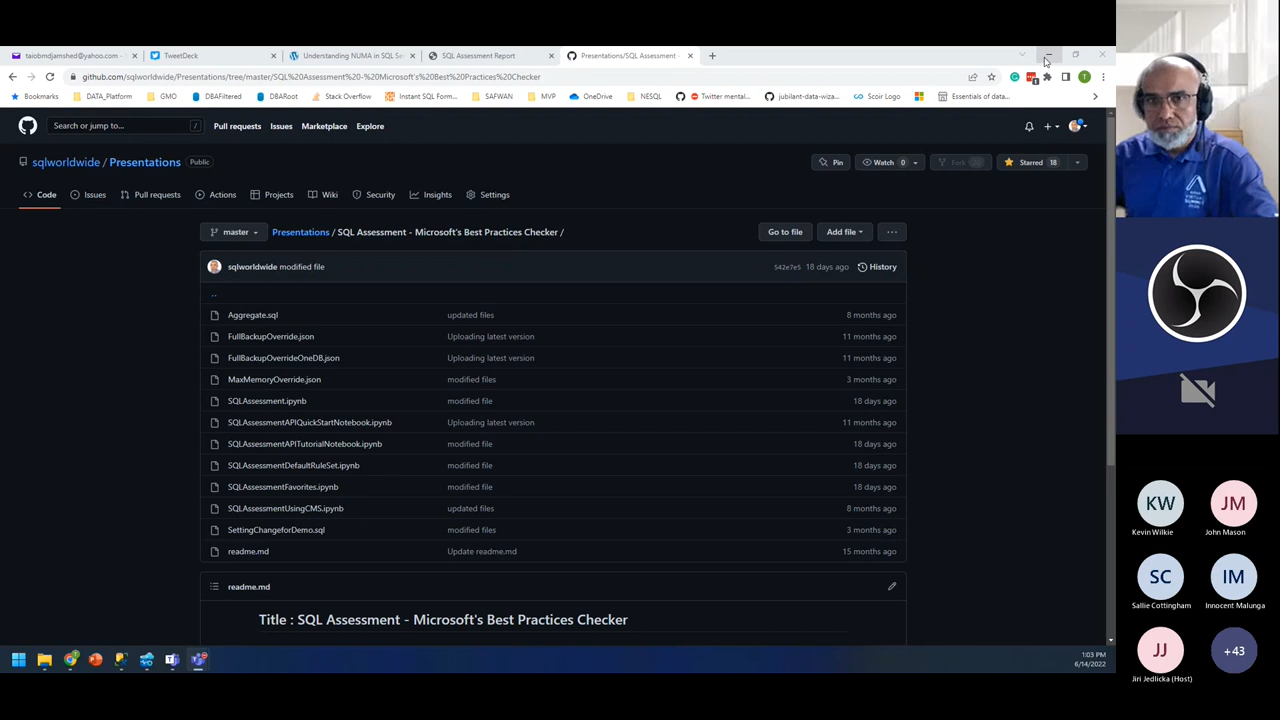 taiobmdjamshed@yahoo.com -
TweetDeck
Understanding NUMA in SQL Se
SQL Assessment Report
Presentations/SQL Assessment -
github.com/sqlworldwide/Presentations/tree/master/SQL%20Assessment%20-%20Microsoft's%20Best%20Practices%20Checker
Bookmarks
DATA_Platform
GMO
DBAFiltered
DBARoot
Stack Overflow
Instant SQL Form...
SAFWAN
MVP
OneDrive
NESQL
Twitter mental...
jubilant-data-wiza...
Scoir Logo
Essentials of data...
Search or jump to...
/
Pull requests
Issues
Marketplace
Explore
sqlworldwide / Presentations
Public
Pin
Watch 0
Fork
Starred 18
Code
Issues
Pull requests
Actions
Projects
Wiki
Security
Insights
Settings
master
Presentations / SQL Assessment - Microsoft's Best Practices Checker /
Go to file
Add file
...
sqlworldwide modified file
542e7e5 18 days ago
History
..
Aggregate.sql updated files 8 months ago
FullBackupOverride.json Uploading latest version 11 months ago
FullBackupOverrideOneDB.json Uploading latest version 11 months ago
MaxMemoryOverride.json modified files 3 months ago
SQLAssessment.ipynb modified file 18 days ago
SQLAssessmentAPIQuickStartNotebook.ipynb Uploading latest version 11 months ago
SQLAssessmentAPITutorialNotebook.ipynb modified file 18 days ago
SQLAssessmentDefaultRuleSet.ipynb modified file 18 days ago
SQLAssessmentFavorites.ipynb modified file 18 days ago
SQLAssessmentUsingCMS.ipynb updated files 8 months ago
SettingChangeforDemo.sql modified files 3 months ago
readme.md Update readme.md 15 months ago
readme.md
Title : SQL Assessment - Microsoft's Best Practices Checker
1:03 PM
6/14/2022
KW
Kevin Wilkie
JM
John Mason
SC
Sallie Cottingham
IM
Innocent Malunga
JJ
Jiri Jedlicka (Host)
+43